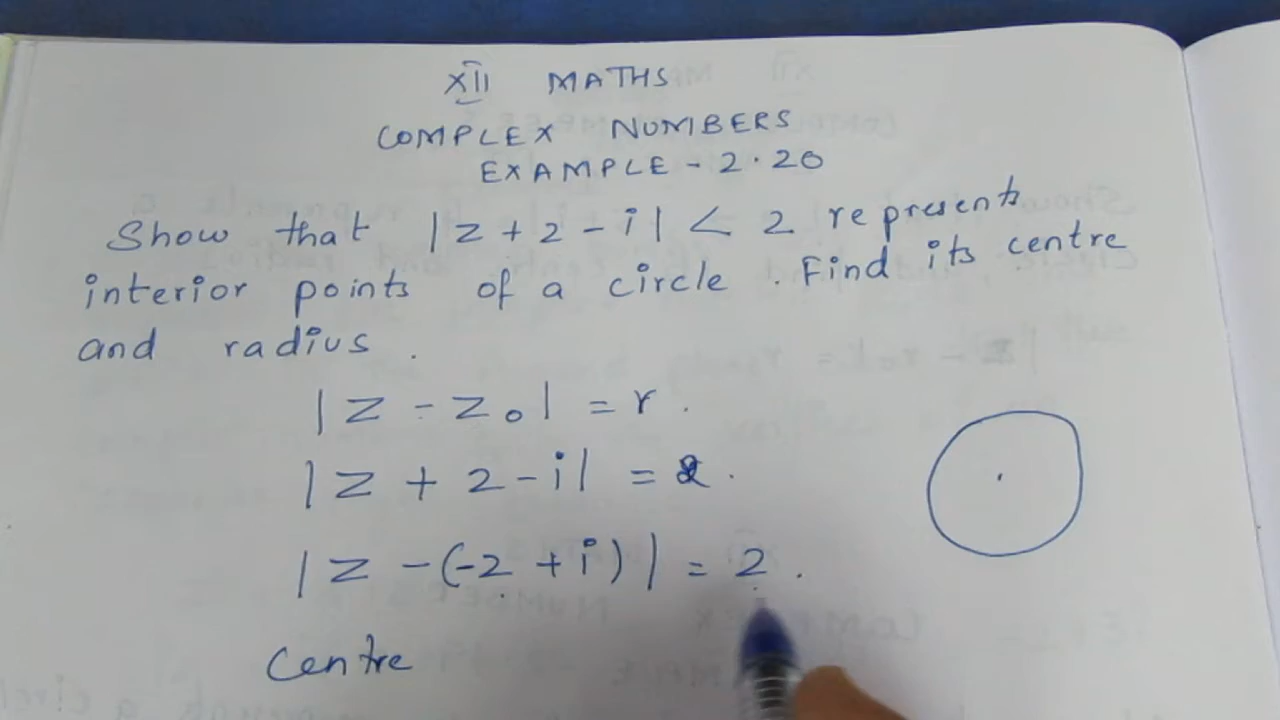 XII MATHS
COMPLEX NUMBERS
EXAMPLE - 2.20
Show that |z + 2 - i| < 2 represents
interior points of a circle. Find its centre
and radius.
|z - z₀| = r.
|z + 2 - i| = 2.
|z - (-2 + i)| = 2.
Centre